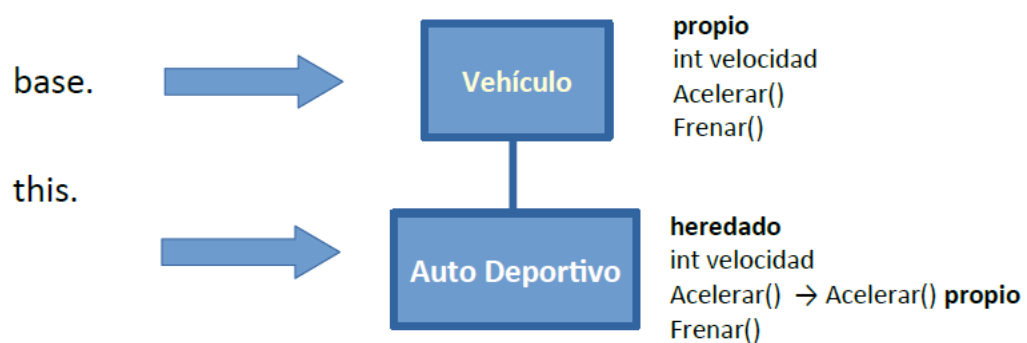 base.
Vehículo
propio
int velocidad
Acelerar()
Frenar()
this.
Auto Deportivo
heredado
int velocidad
Acelerar() → Acelerar() propio
Frenar()